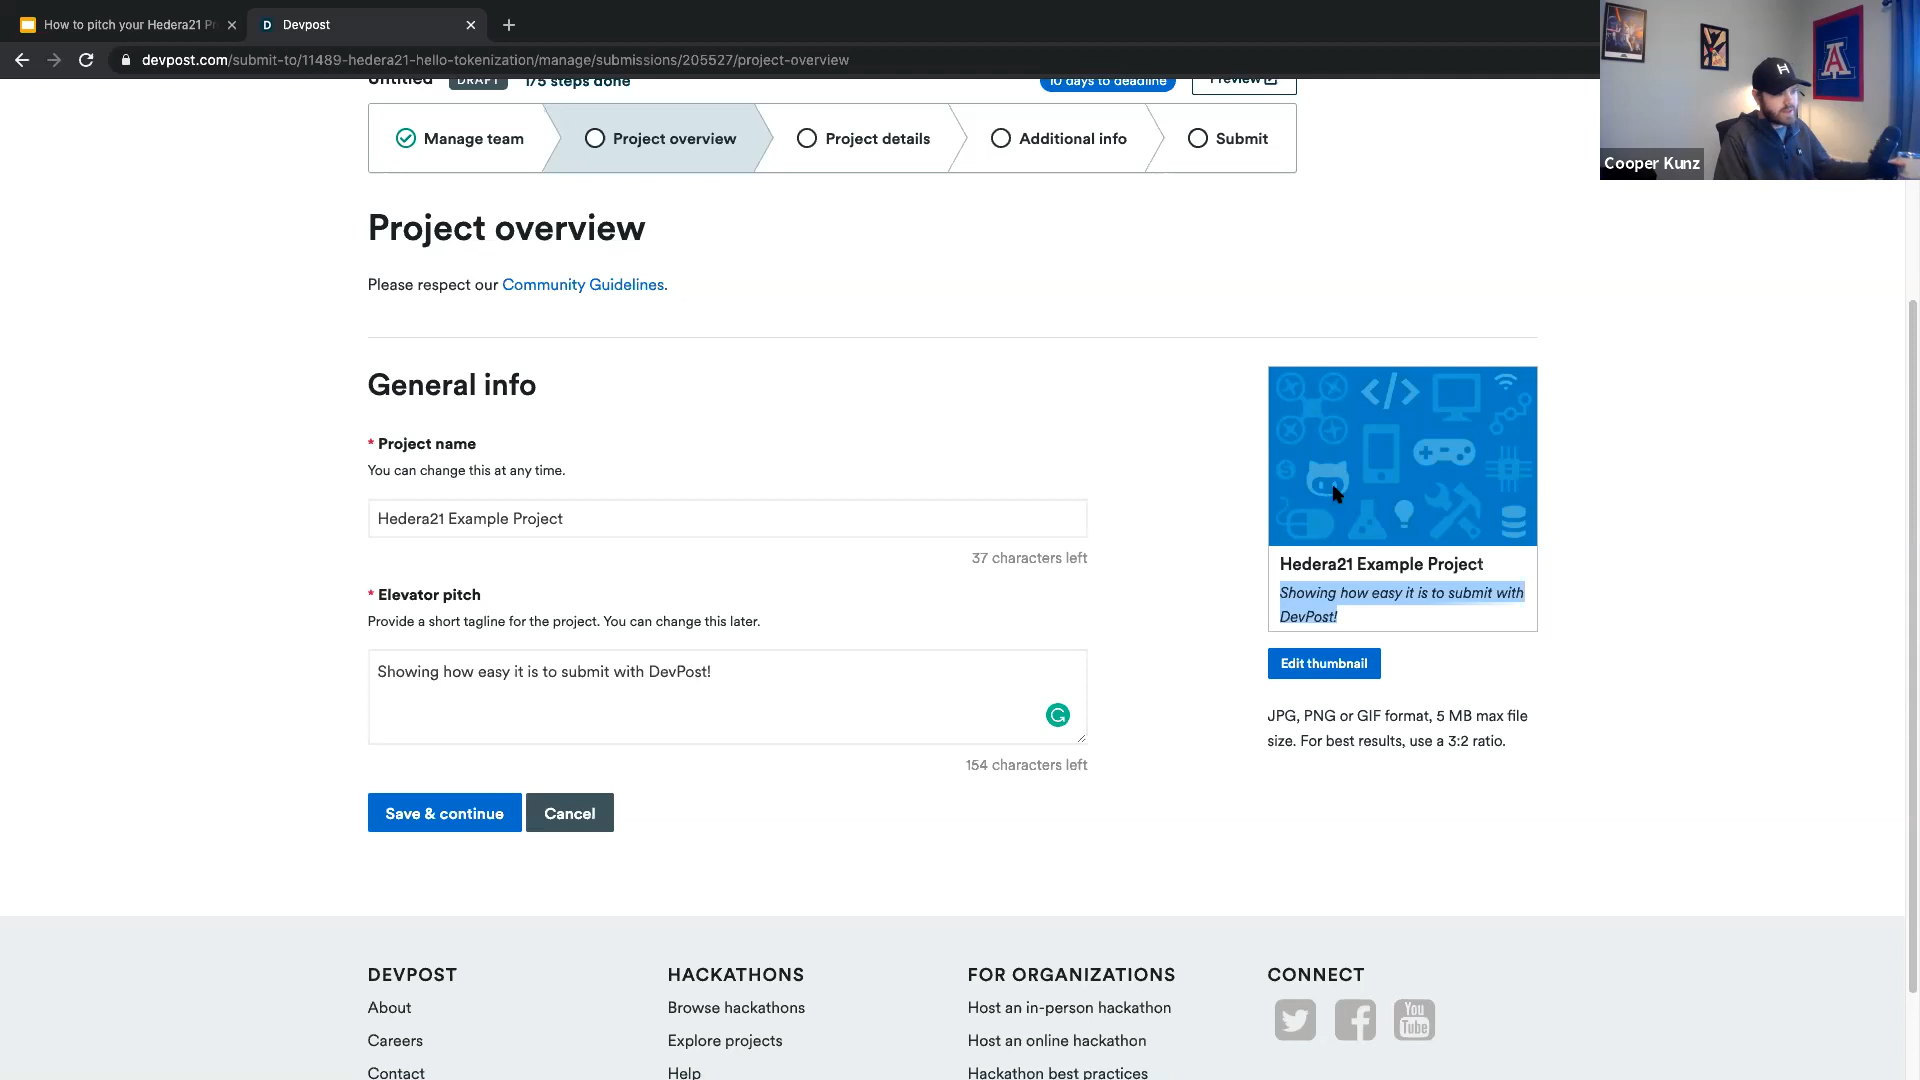 How to pitch your Hedera21 Pr
Devpost
devpost.com/submit-to/11489-hedera21-hello-tokenization/manage/submissions/205527/project-overview
Untitled DRAFT 1/5 steps done 10 days to deadline Preview
Manage team
Project overview
Project details
Additional info
Submit
Cooper Kunz
Project overview
Please respect our Community Guidelines.
General info
* Project name
You can change this at any time.
Hedera21 Example Project
37 characters left
* Elevator pitch
Provide a short tagline for the project. You can change this later.
Showing how easy it is to submit with DevPost!
154 characters left
Save & continue
Cancel
Hedera21 Example Project
Showing how easy it is to submit with
DevPost!
Edit thumbnail
JPG, PNG or GIF format, 5 MB max file
size. For best results, use a 3:2 ratio.
DEVPOST
About
Careers
Contact
HACKATHONS
Browse hackathons
Explore projects
Help
FOR ORGANIZATIONS
Host an in-person hackathon
Host an online hackathon
Hackathon best practices
CONNECT
You
Tube